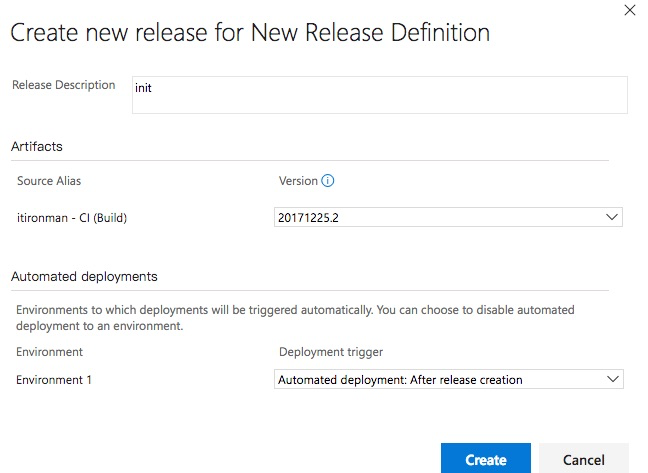 Create new release for New Release Definition
Release Description
init
Artifacts
Source Alias
Version
itironman - CI (Build)
20171225.2
Automated deployments
Environments to which deployments will be triggered automatically. You can choose to disable automated
deployment to an environment.
Environment
Deployment trigger
Environment 1
Automated deployment: After release creation
Create
Cancel